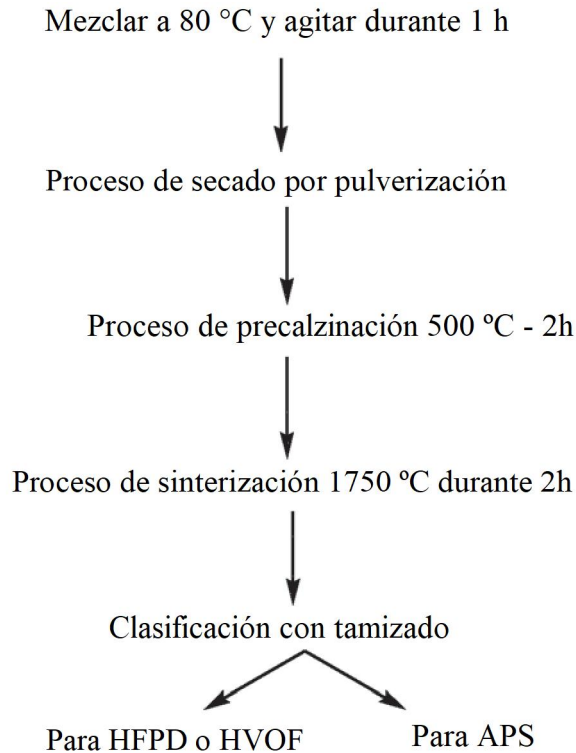 Mezclar a 80 °C y agitar durante 1 h
Proceso de secado por pulverización
Proceso de precalzinación 500 ºC - 2h
Proceso de sinterización 1750 ºC durante 2h
Clasificación con tamizado
Para HFPD o HVOF
Para APS